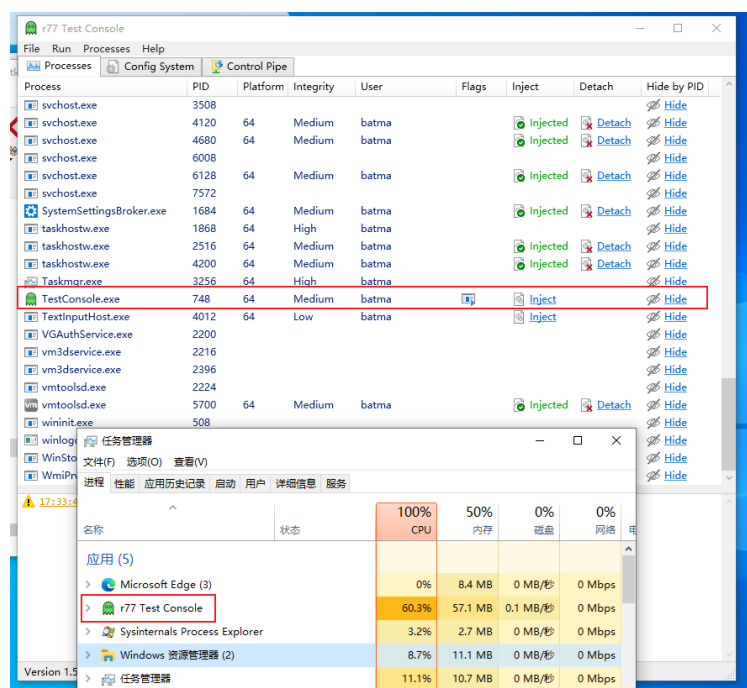 r77 Test Console
File Run Processes Help
Processes Config System Control Pipe
Process PID Platform Integrity User Flags Inject Detach Hide by PID
svchost.exe 3508 Hide
svchost.exe 4120 64 Medium batma Injected Detach Hide
svchost.exe 4680 64 Medium batma Injected Detach Hide
svchost.exe 6008 Hide
svchost.exe 6128 64 Medium batma Injected Detach Hide
svchost.exe 7572 Hide
SystemSettingsBroker.exe 1684 64 Medium batma Injected Detach Hide
taskhostw.exe 1868 64 High batma Hide
taskhostw.exe 2516 64 Medium batma Injected Detach Hide
taskhostw.exe 4200 64 Medium batma Injected Detach Hide
Taskmgr.exe 3256 64 High batma Hide
TestConsole.exe 748 64 Medium batma Inject Hide
TextInputHost.exe 4012 64 Low batma Inject Hide
VGAuthService.exe 2200 Hide
vm3dservice.exe 2216 Hide
vm3dservice.exe 2396 Hide
vmtoolsd.exe 2224 Hide
vmtoolsd.exe 5700 64 Medium batma Injected Detach Hide
wininit.exe 508 Hide
winlog Hide
WinSto Hide
WmiPr Hide
17:33:4
Version 1.5
任务管理器
文件(F) 选项(O) 查看(V)
进程 性能 应用历史记录 启动 用户 详细信息 服务
100% 50% 0% 0%
名称 状态 CPU 内存 磁盘 网络
应用 (5)
Microsoft Edge (3) 0% 8.4 MB 0 MB/秒 0 Mbps
r77 Test Console 60.3% 57.1 MB 0.1 MB/秒 0 Mbps
Sysinternals Process Explorer 3.2% 2.7 MB 0 MB/秒 0 Mbps
Windows 资源管理器 (2) 8.7% 11.1 MB 0 MB/秒 0 Mbps
任务管理器 11.1% 10.7 MB 0 MB/秒 0 Mbps